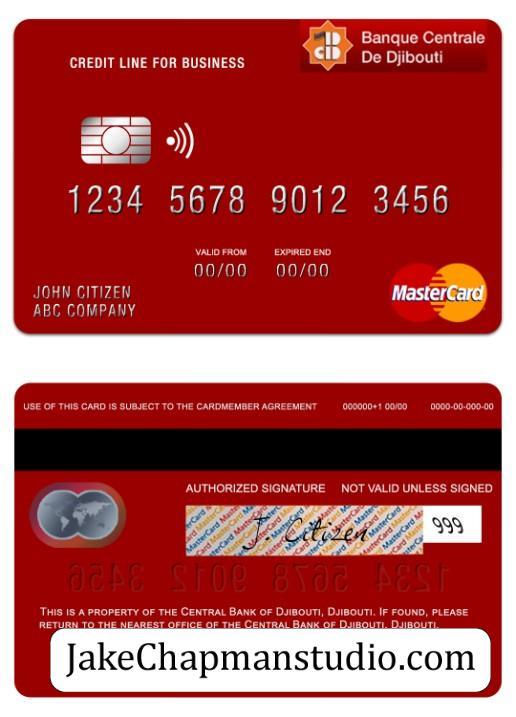 Banque Centrale
De Djibouti
CREDIT LINE FOR BUSINESS
1234 5678 9012 3456
VALID FROM EXPIRED END
00/00 00/00
JOHN CITIZEN
ABC COMPANY
MasterCard
USE OF THIS CARD IS SUBJECT TO THE CARDMEMBER AGREEMENT 000000+1 00/00 0000-00-000-00
AUTHORIZED SIGNATURE NOT VALID UNLESS SIGNED
J. Citizen 999
1234 5678 9012 3456
THIS IS A PROPERTY OF THE CENTRAL BANK OF DJIBOUTI, DJIBOUTI. IF FOUND, PLEASE
RETURN TO THE NEAREST OFFICE OF THE CENTRAL BANK OF DJIBOUTI, DJIBOUTI.
JakeChapmanstudio.com